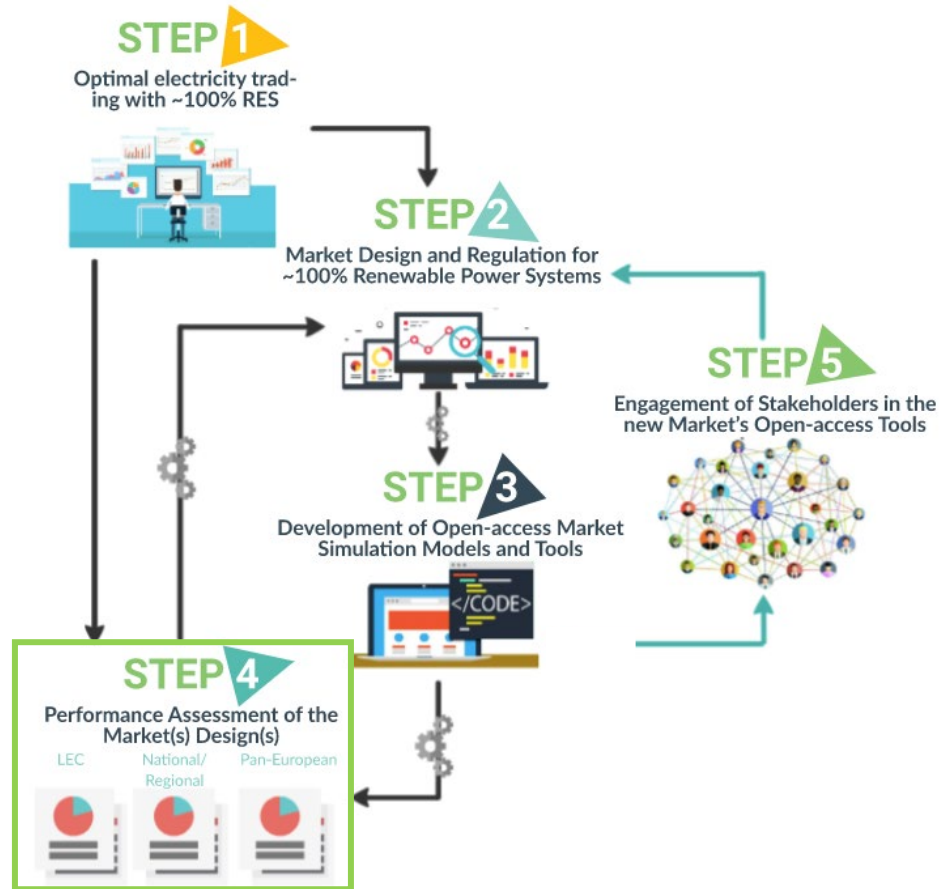 STEP 1
Optimal electricity trad-
ing with ~100% RES
STEP 2
Market Design and Regulation for
~100% Renewable Power Systems
STEP 3
Development of Open-access Market
Simulation Models and Tools
</CODE>
STEP 4
Performance Assessment of the
Market(s) Design(s)
LEC
National/
Regional
Pan-European
STEP 5
Engagement of Stakeholders in the
new Market's Open-access Tools